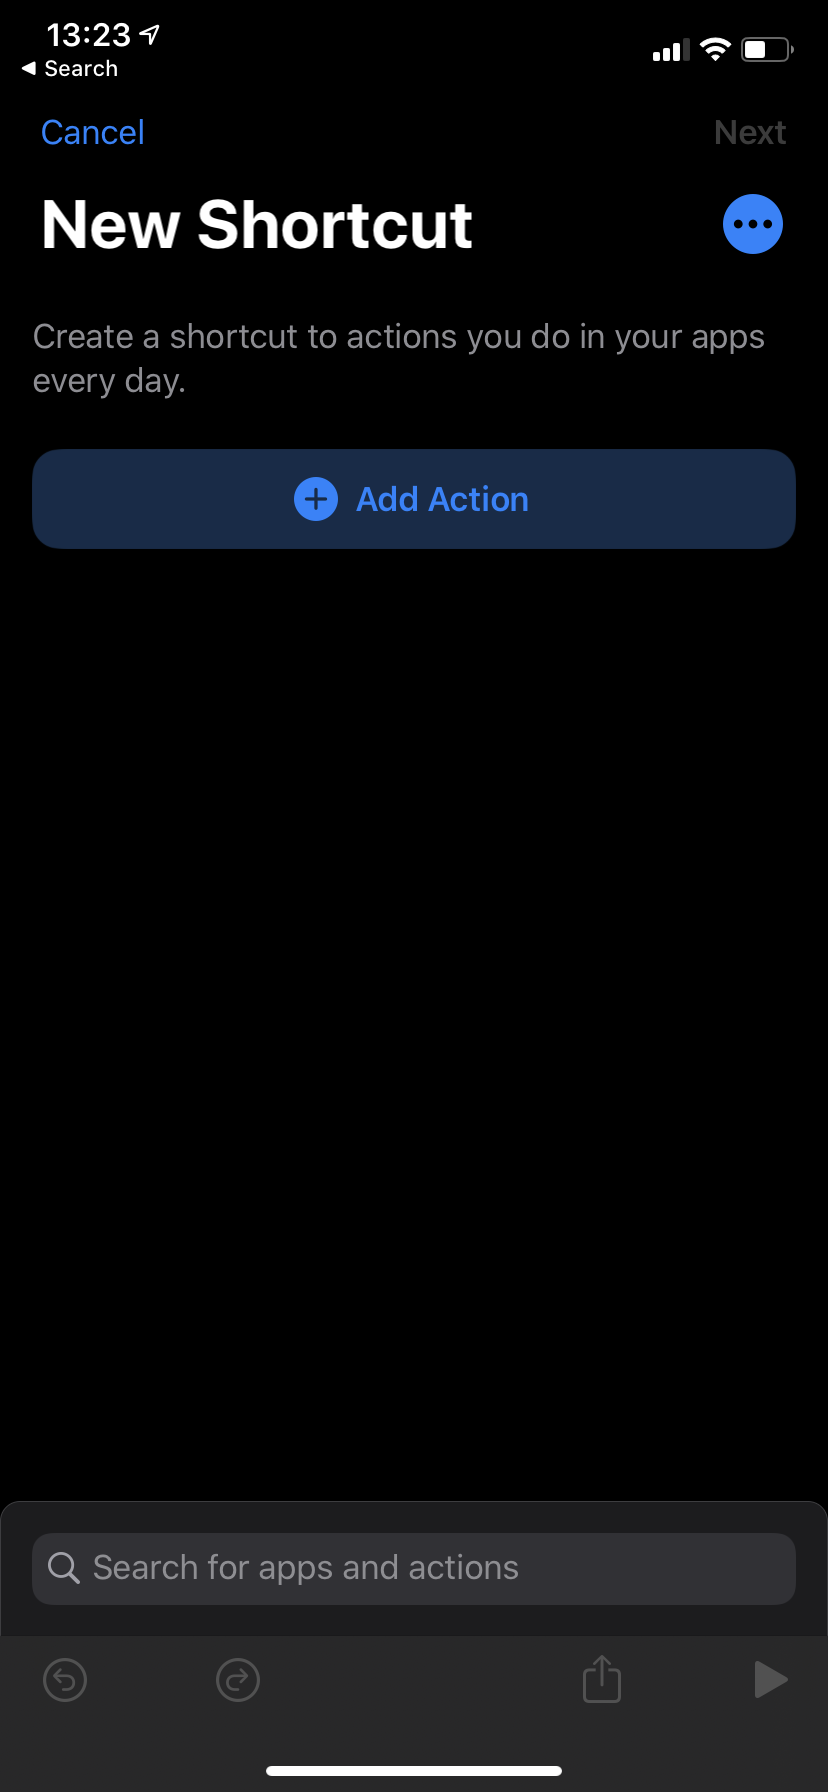 13:23
Search
Cancel
Next
New Shortcut
Create a shortcut to actions you do in your apps
every day.
Add Action
Search for apps and actions